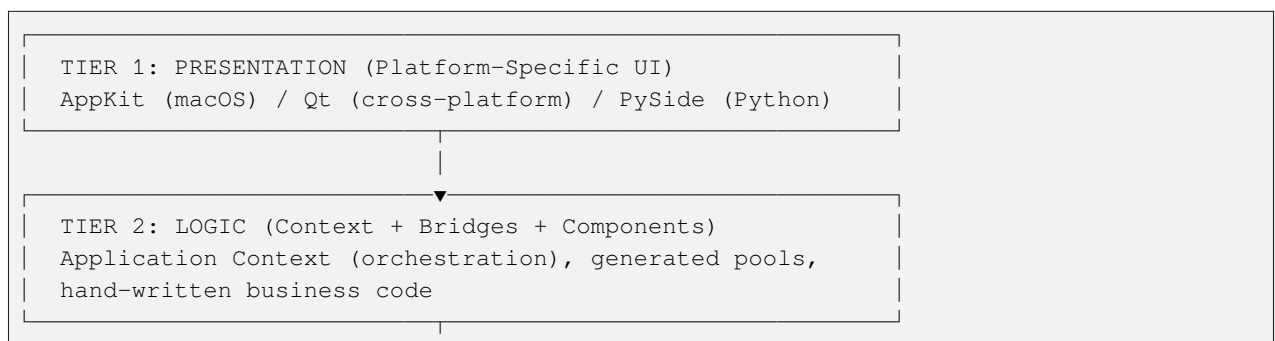 TIER 1: PRESENTATION (Platform-Specific UI)
AppKit (macOS) / Qt (cross-platform) / PySide (Python)
TIER 2: LOGIC (Context + Bridges + Components)
Application Context (orchestration), generated pools,
hand-written business code